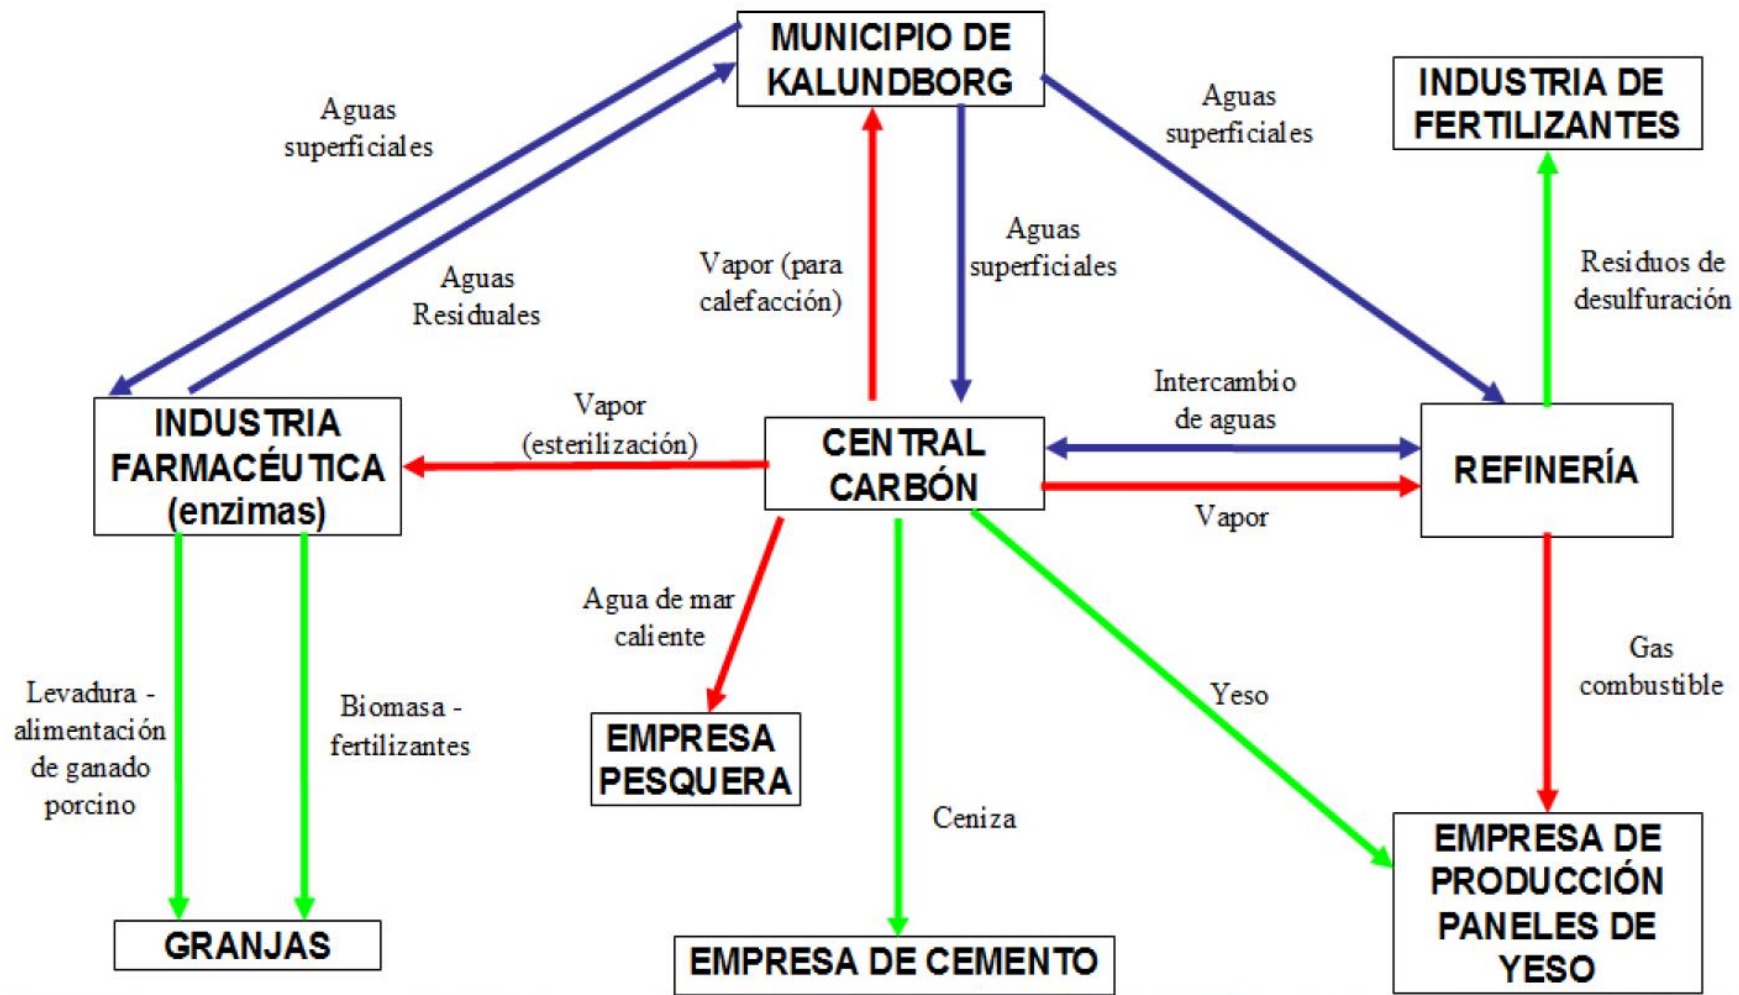 MUNICIPIO DE
KALUNDBORG
INDUSTRIA DE
FERTILIZANTES
Aguas
superficiales
Aguas
superficiales
Aguas
Residuales
Vapor (para
calefacción)
Aguas
superficiales
Residuos de
desulfuración
INDUSTRIA
FARMACÉUTICA
(enzimas)
Vapor
(esterilización)
CENTRAL
CARBÓN
Intercambio
de aguas
Vapor
REFINERÍA
Levadura -
alimentación
de ganado
porcino
Biomasa -
fertilizantes
Agua de mar
caliente
Yeso
Gas
combustible
EMPRESA
PESQUERA
Ceniza
GRANJAS
EMPRESA DE CEMENTO
EMPRESA DE
PRODUCCIÓN
PANELES DE
YESO